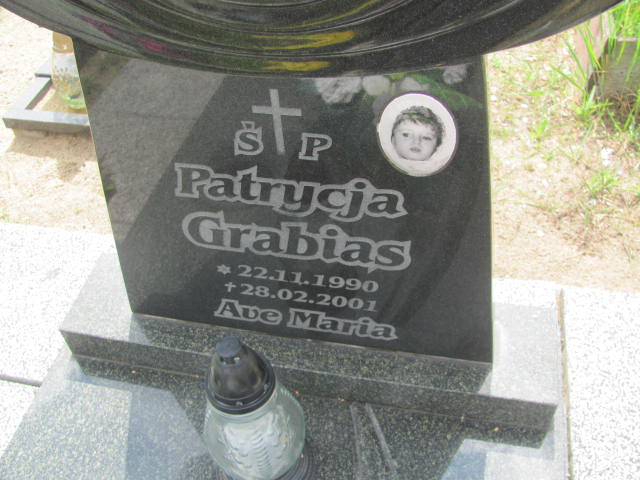 Ś P
Patrycja
Grabias
* 22.11.1990
† 28.02.2001
Ave Maria